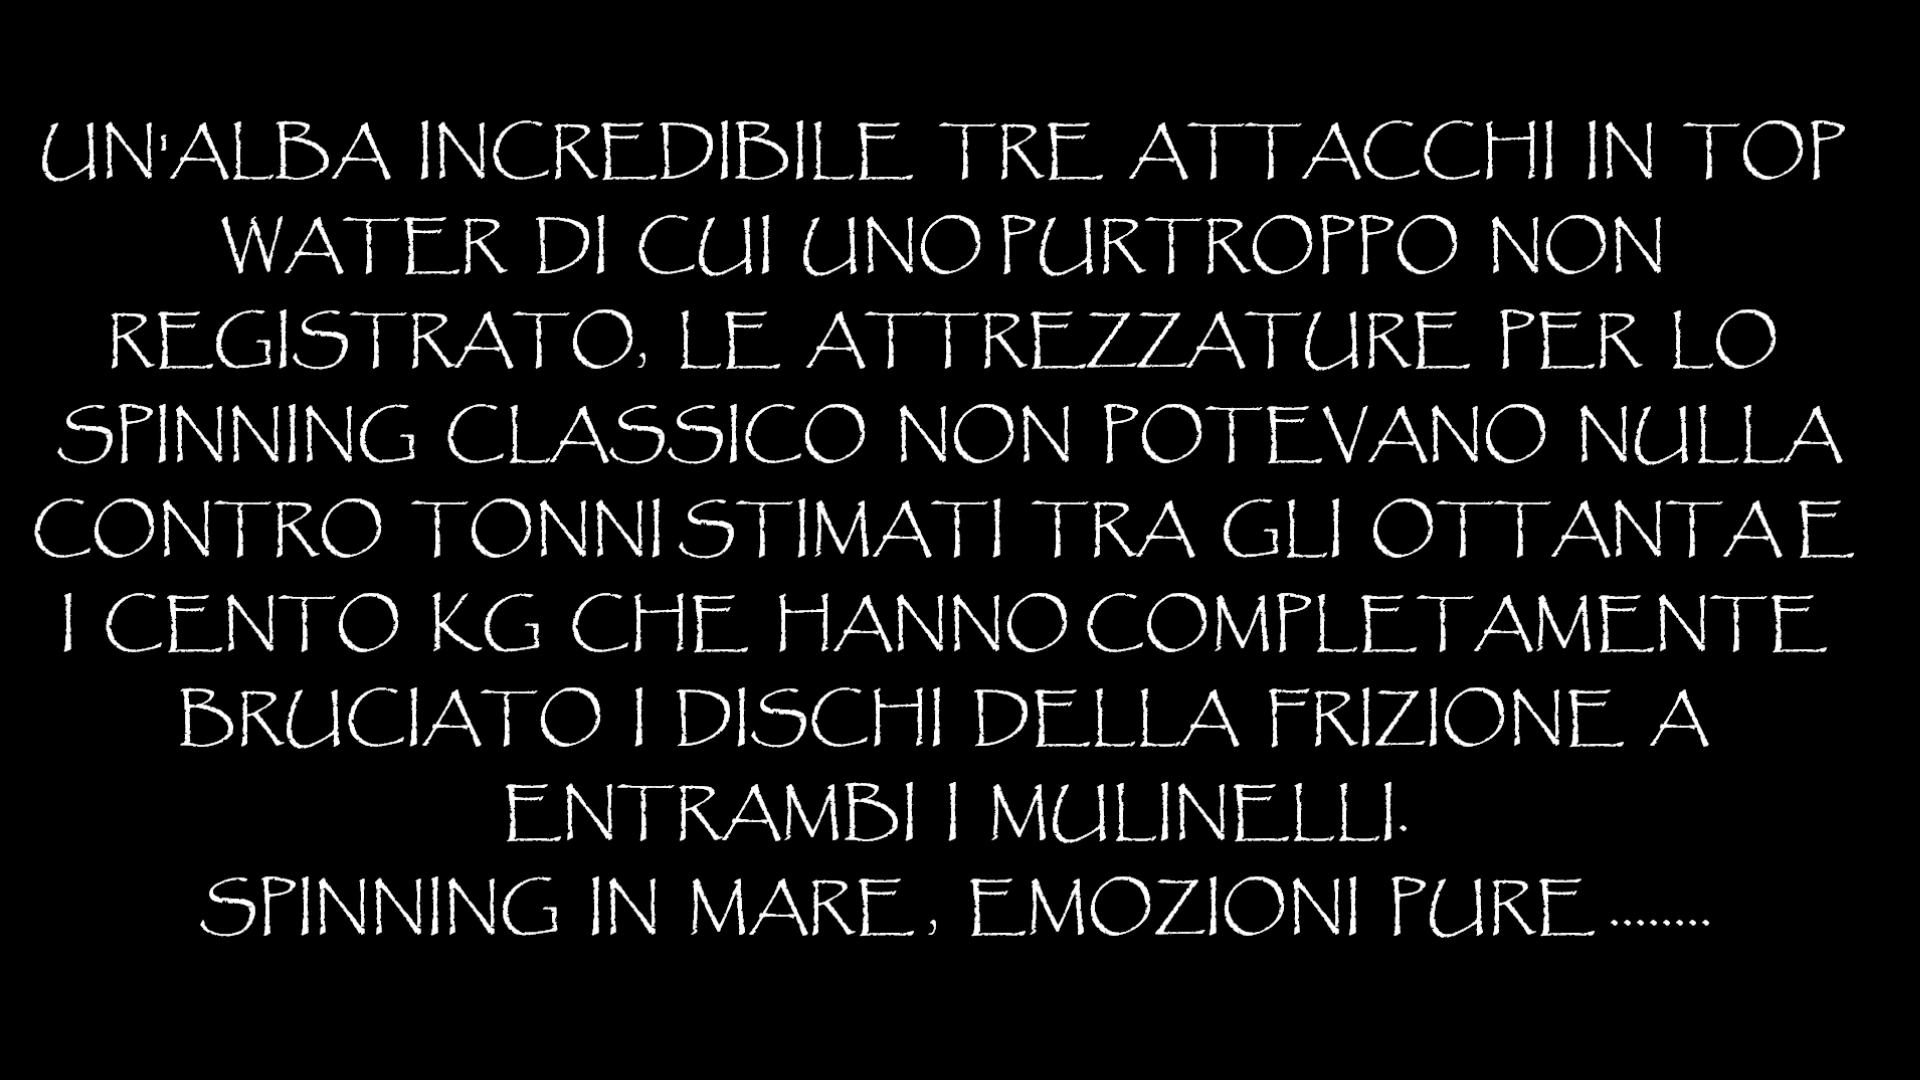 UN'ALBA INCREDIBILE TRE ATTACCHI IN TOP
WATER DI CUI UNO PURTROPPO NON
REGISTRATO, LE ATTREZZATURE PER LO
SPINNING CLASSICO NON POTEVANO NULLA
CONTRO TONNI STIMATI TRA GLI OTTANTA E
I CENTO KG CHE HANNO COMPLETAMENTE
BRUCIATO I DISCHI DELLA FRIZIONE A
ENTRAMBI I MULINELLI.
SPINNING IN MARE, EMOZIONI PURE ........